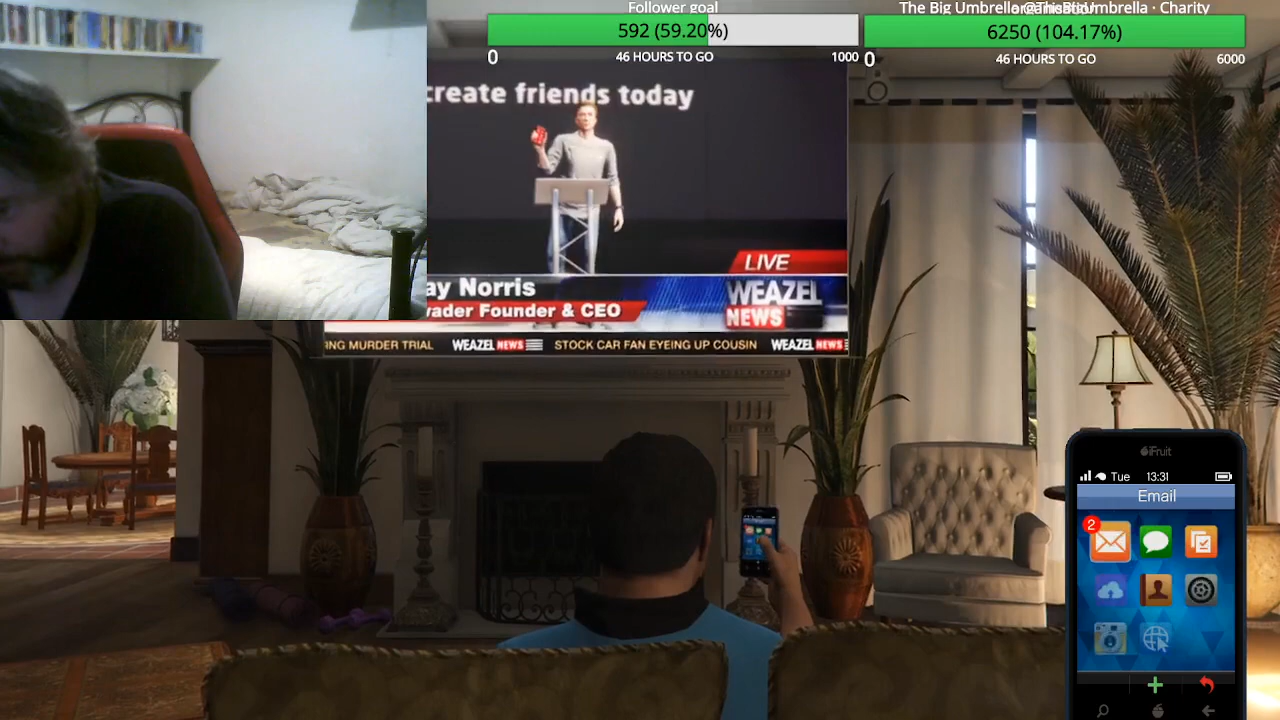 Follower goal
592 (59.20%)
0
46 HOURS TO GO
1000
The Big Umbrella @TheBigUmbrella · Charity
6250 (104.17%)
0
46 HOURS TO GO
6000
create friends today
LIVE
ay Norris
vader Founder & CEO
WEAZEL
NEWS
ING MURDER TRIAL WEAZEL NEWS STOCK CAR FAN EYEING UP COUSIN WEAZEL NEWS
iFruit
Tue 13:31
Email
2